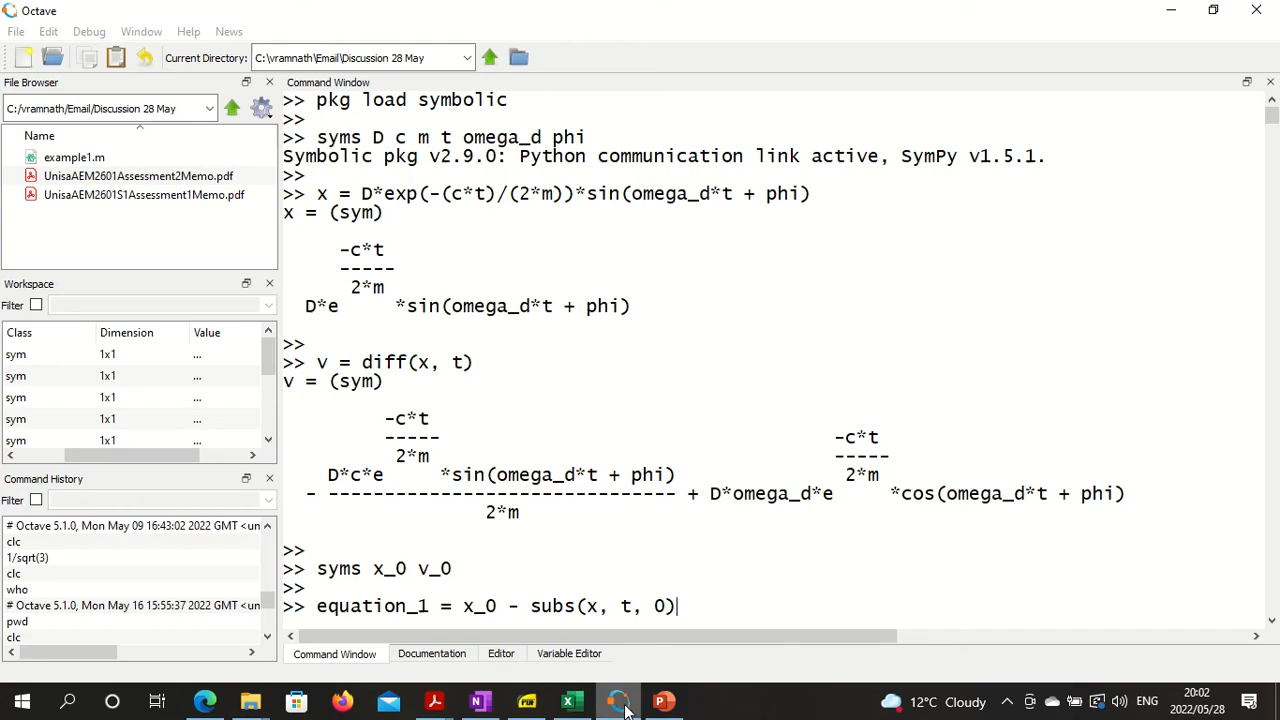 Octave
File Edit Debug Window Help News
Current Directory: C:\vramnath\Email\Discussion 28 May
File Browser
C:/vramnath/Email/Discussion 28 May
Name
example1.m
UnisaAEM2601Assessment2Memo.pdf
UnisaAEM2601S1Assessment1Memo.pdf
Workspace
Filter
Class Dimension Value
sym 1x1 ...
sym 1x1 ...
sym 1x1 ...
sym 1x1 ...
sym 1x1 ...
Command History
Filter
# Octave 5.1.0, Mon May 09 16:43:02 2022 GMT <un
clc
1/sqrt(3)
clc
who
# Octave 5.1.0, Mon May 16 15:55:37 2022 GMT <un
pwd
clc
Command Window
>> pkg load symbolic
>>
>> syms D c m t omega_d phi
Symbolic pkg v2.9.0: Python communication link active, SymPy v1.5.1.
>>
>> x = D*exp(-(c*t)/(2*m))*sin(omega_d*t + phi)
x = (sym)
-c*t
-----
2*m
D*e *sin(omega_d*t + phi)
>>
>> v = diff(x, t)
v = (sym)
-c*t
----- -c*t
2*m -----
D*c*e *sin(omega_d*t + phi) 2*m
- ------------------------------- + D*omega_d*e *cos(omega_d*t + phi)
2*m
>>
>> syms x_0 v_0
>>
>> equation_1 = x_0 - subs(x, t, 0)
Command Window Documentation Editor Variable Editor
12°C Cloudy ENG 20:02
2022/05/28